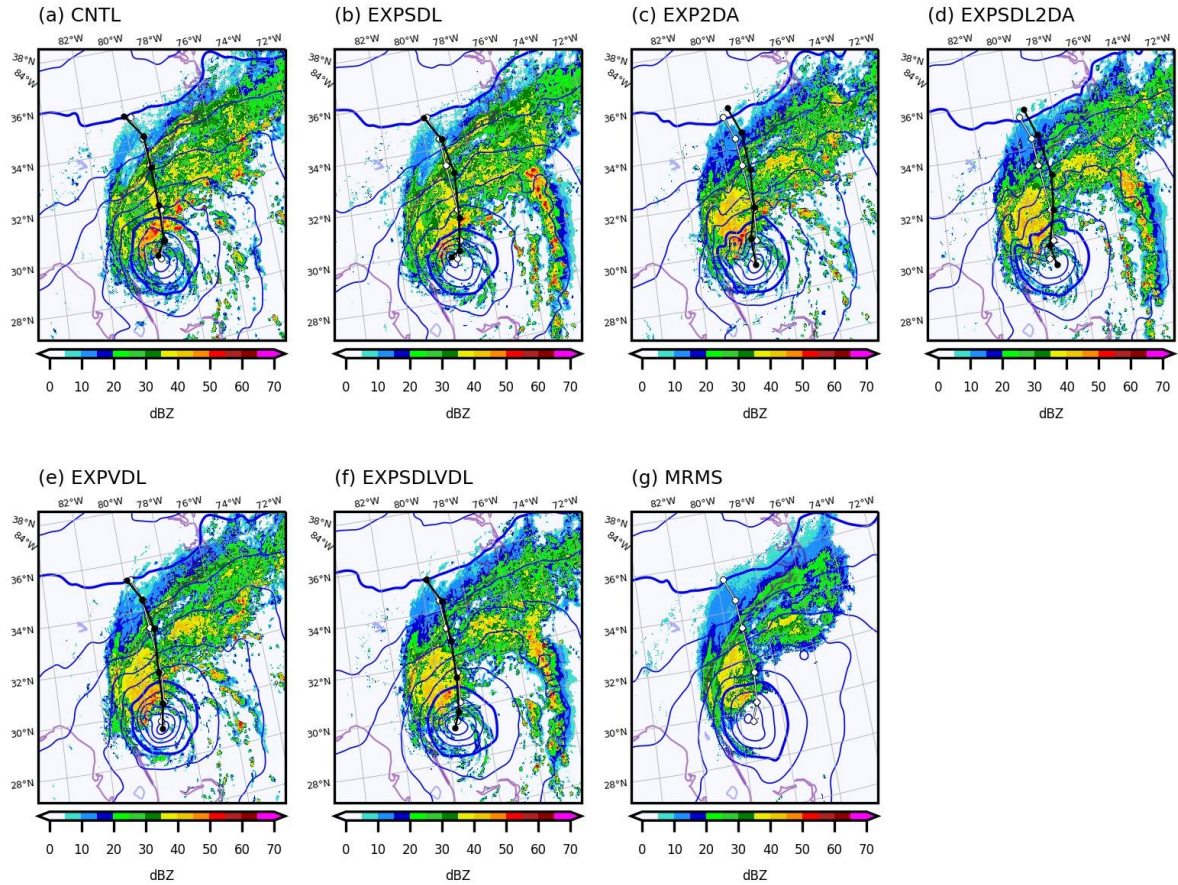 (a) CNTL
(b) EXPSDL
(c) EXP2DA
(d) EXPSDL2DA
82°W 80°W 78°W 76°W 74°W 72°W
82°W 80°W 78°W 76°W 74°W 72°W
82°W 80°W 78°W 76°W 74°W 72°W
82°W 80°W 78°W 76°W 74°W 72°W
38°N
84°W
36°N
34°N
32°N
30°N
28°N
38°N
84°W
36°N
34°N
32°N
30°N
28°N
38°N
84°W
36°N
34°N
32°N
30°N
28°N
38°N
84°W
36°N
34°N
32°N
30°N
28°N
0 10 20 30 40 50 60 70
0 10 20 30 40 50 60 70
0 10 20 30 40 50 60 70
0 10 20 30 40 50 60 70
dBZ
dBZ
dBZ
dBZ
(e) EXPVDL
(f) EXPSDLVDL
(g) MRMS
82°W 80°W 78°W 76°W 74°W 72°W
82°W 80°W 78°W 76°W 74°W 72°W
82°W 80°W 78°W 76°W 74°W 72°W
38°N
84°W
36°N
34°N
32°N
30°N
28°N
38°N
84°W
36°N
34°N
32°N
30°N
28°N
38°N
84°W
36°N
34°N
32°N
30°N
28°N
0 10 20 30 40 50 60 70
0 10 20 30 40 50 60 70
0 10 20 30 40 50 60 70
dBZ
dBZ
dBZ